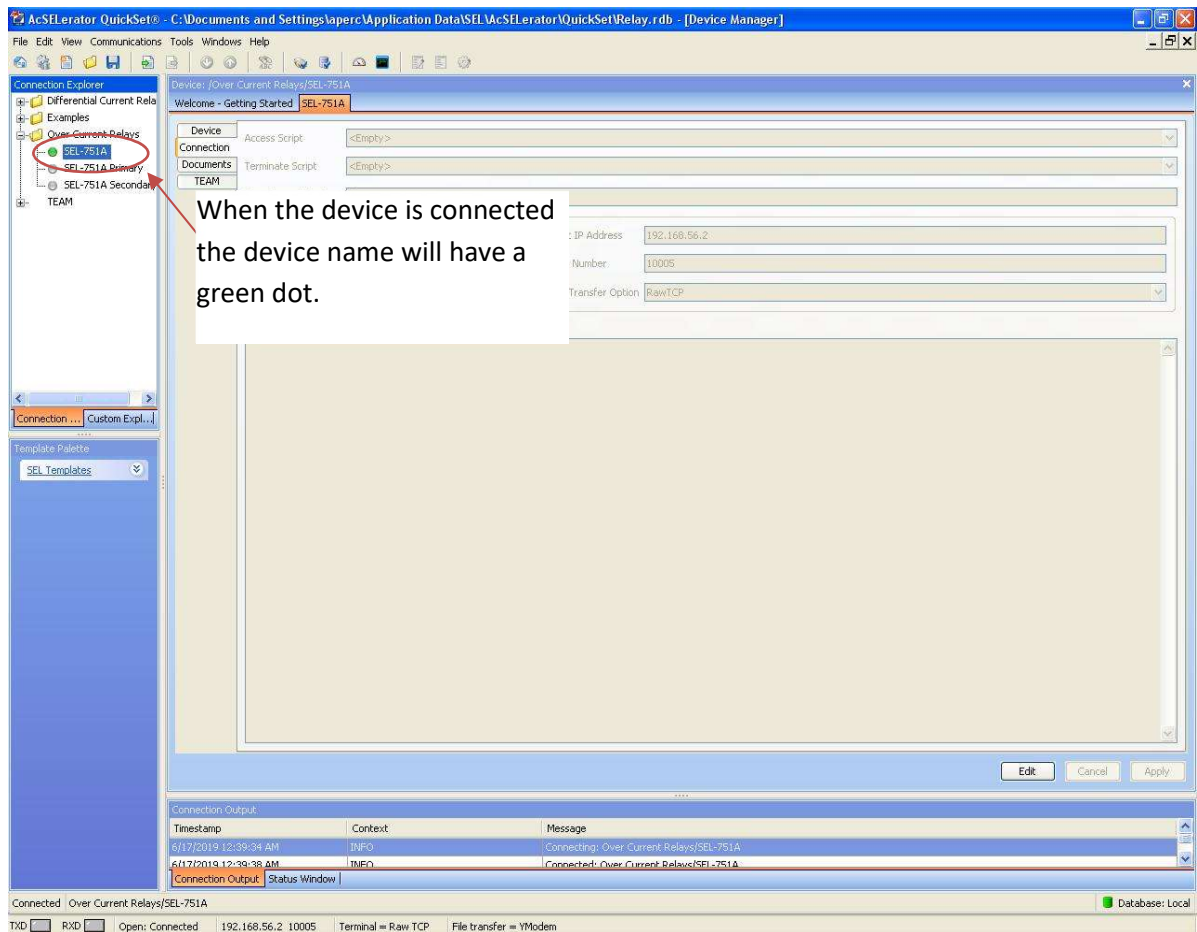 AcSELerator QuickSet® - C:\Documents and Settings\aperc\Application Data\SEL\AcSELerator\QuickSet\Relay.rdb - [Device Manager]
File Edit View Communications Tools Windows Help
Connection Explorer
Differential Current Rela
Examples
Over Current Relays
SEL-751A
SEL-751A Primary
SEL-751A Secondary
TEAM
Connection ... Custom Expl...
Template Palette
SEL Templates
Device: /Over Current Relays/SEL-751A
Welcome - Getting Started SEL-751A
Device
Connection
Documents
TEAM
Access Script <Empty>
Terminate Script <Empty>
When the device is connected
the device name will have a
green dot.
IP Address 192.168.56.2
Number 10005
Transfer Option RawTCP
Edit Cancel Apply
Connection Output
Timestamp Context Message
6/17/2019 12:39:34 AM INFO Connecting: Over Current Relays/SEL-751A
6/17/2019 12:39:38 AM INFO Connected: Over Current Relays/SEL-751A
Connection Output Status Window
Connected Over Current Relays/SEL-751A Database: Local
TXD RXD Open: Connected 192.168.56.2 10005 Terminal = Raw TCP File transfer = YModem